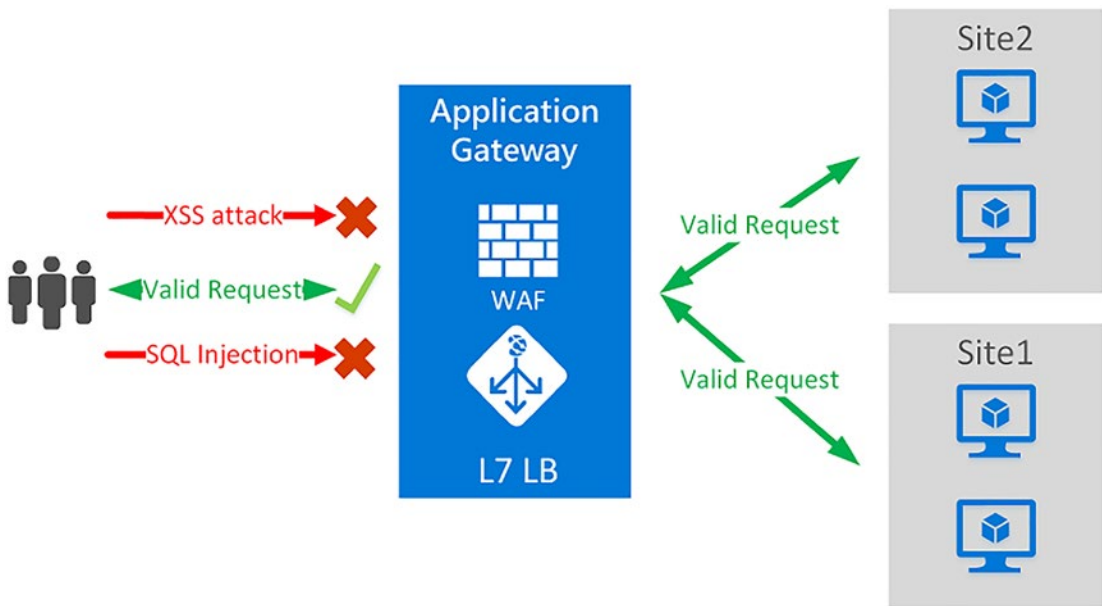 XSS attack
Valid Request
SQL Injection
Application
Gateway
WAF
L7 LB
Valid Request
Valid Request
Site2
Site1